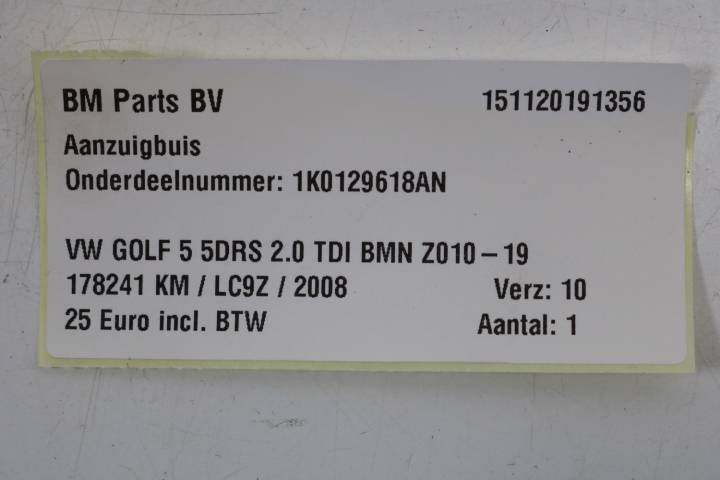 BM Parts BV 151120191356
Aanzuigbuis
Onderdeelnummer: 1K0129618AN
VW GOLF 5 5DRS 2.0 TDI BMN Z010-19
178241 KM / LC9Z / 2008 Verz: 10
25 Euro incl. BTW Aantal: 1